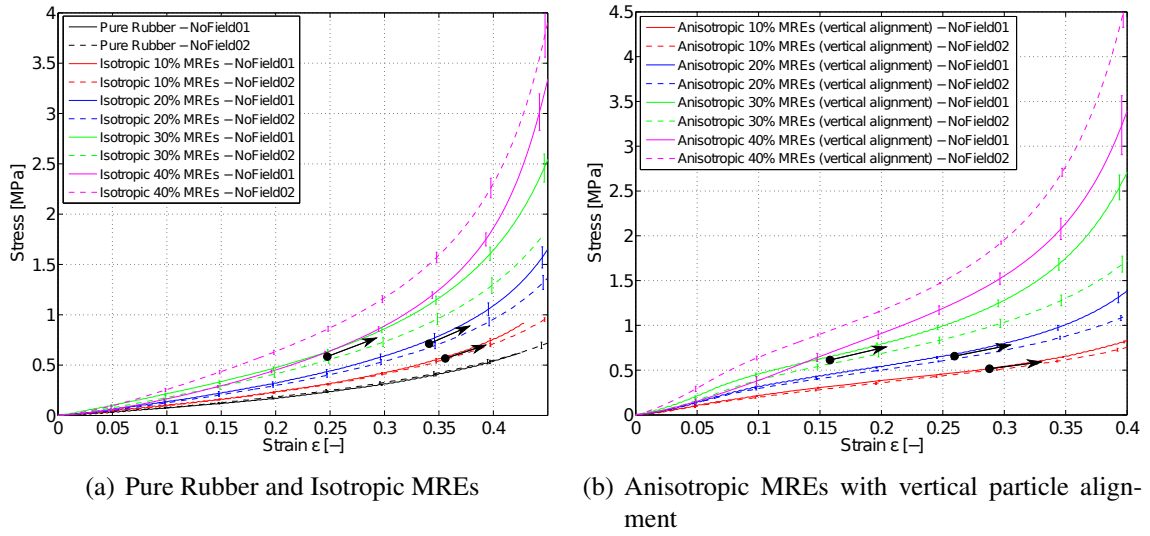 4
3.5
3
2.5
2
1.5
1
0.5
0
Stress [MPa]
Pure Rubber – NoField01
Pure Rubber – NoField02
Isotropic 10% MREs – NoField01
Isotropic 10% MREs – NoField02
Isotropic 20% MREs – NoField01
Isotropic 20% MREs – NoField02
Isotropic 30% MREs – NoField01
Isotropic 30% MREs – NoField02
Isotropic 40% MREs – NoField01
Isotropic 40% MREs – NoField02
0 0.05 0.1 0.15 0.2 0.25 0.3 0.35 0.4
Strain ε [–]
(a) Pure Rubber and Isotropic MREs
4.5
4
3.5
3
2.5
2
1.5
1
0.5
0
Stress [MPa]
Anisotropic 10% MREs (vertical alignment) – NoField01
Anisotropic 10% MREs (vertical alignment) – NoField02
Anisotropic 20% MREs (vertical alignment) – NoField01
Anisotropic 20% MREs (vertical alignment) – NoField02
Anisotropic 30% MREs (vertical alignment) – NoField01
Anisotropic 30% MREs (vertical alignment) – NoField02
Anisotropic 40% MREs (vertical alignment) – NoField01
Anisotropic 40% MREs (vertical alignment) – NoField02
0 0.05 0.1 0.15 0.2 0.25 0.3 0.35 0.4
Strain ε [–]
(b) Anisotropic MREs with vertical particle align-
ment